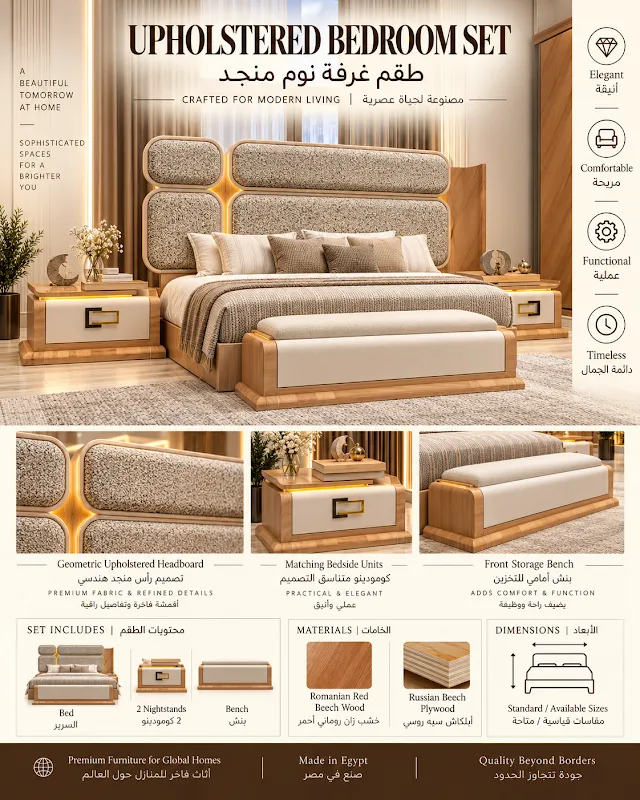 UPHOLSTERED BEDROOM SET
طقم غرفة نوم منجد
CRAFTED FOR MODERN LIVING | مصنوعة لحياة عصرية
A
BEAUTIFUL
TOMORROW
AT HOME
SOPHISTICATED
SPACES
FOR A
BRIGHTER
YOU
Elegant
أنيقة
Comfortable
مريحة
Functional
عملية
Timeless
دائمة الجمال
Geometric Upholstered Headboard
تصميم رأس منجد هندسي
PREMIUM FABRIC & REFINED DETAILS
أقمشة فاخرة وتفاصيل راقية
Matching Bedside Units
كومودينو متناسق التصميم
PRACTICAL & ELEGANT
عملي وأنيق
Front Storage Bench
بنش أمامي للتخزين
ADDS COMFORT & FUNCTION
يضيف راحة ووظيفة
SET INCLUDES | محتويات الطقم
Bed
السرير
2 Nightstands
2 كومودينو
Bench
بنش
MATERIALS | الخامات
Romanian Red
Beech Wood
خشب زان روماني أحمر
Russian Beech
Plywood
أبلكاش سيه روسي
DIMENSIONS | الأبعاد
Standard / Available Sizes
مقاسات قياسية / متاحة
Premium Furniture for Global Homes
أثاث فاخر للمنازل حول العالم
Made in Egypt
صنع في مصر
Quality Beyond Borders
جودة تتجاوز الحدود